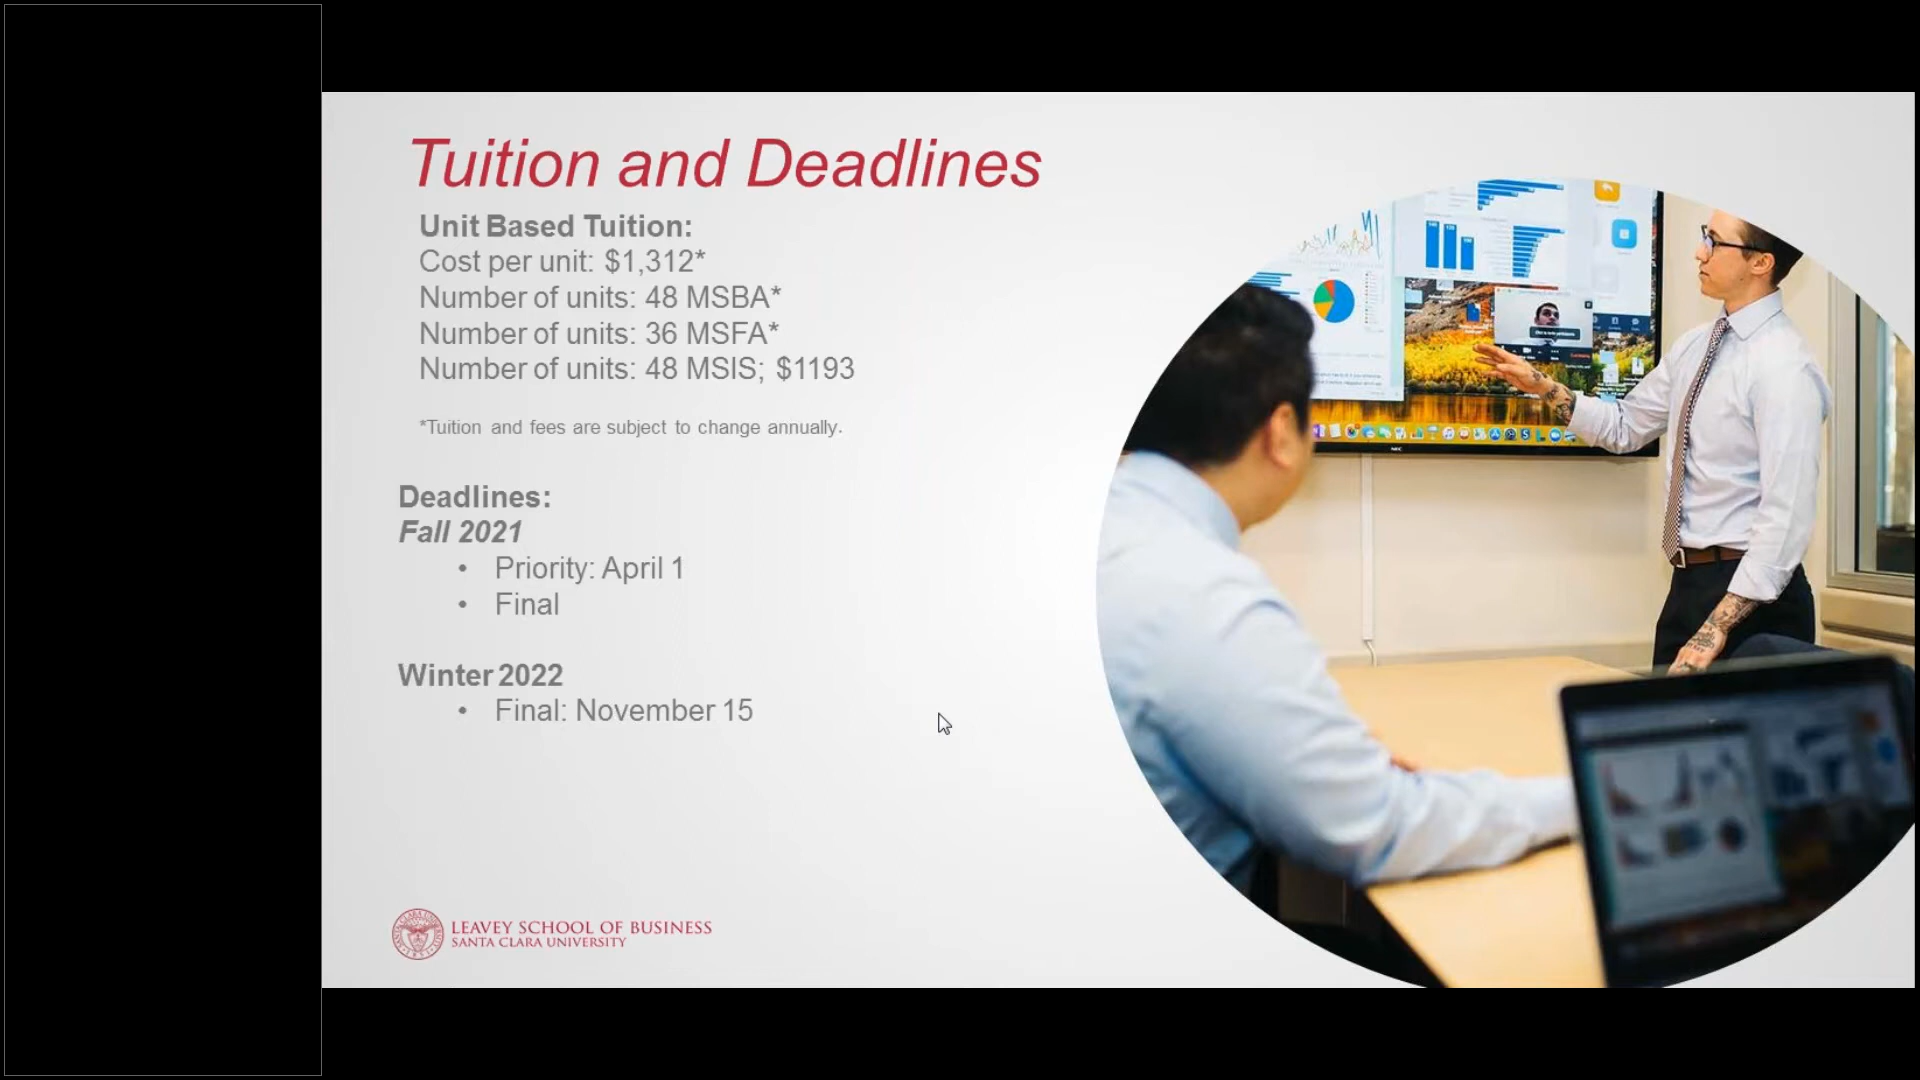 Tuition and Deadlines
Unit Based Tuition:
Cost per unit: $1,312*
Number of units: 48 MSBA*
Number of units: 36 MSFA*
Number of units: 48 MSIS; $1193
*Tuition and fees are subject to change annually.
Deadlines:
Fall 2021
• Priority: April 1
• Final
Winter 2022
• Final: November 15
LEAVEY SCHOOL OF BUSINESS
SANTA CLARA UNIVERSITY